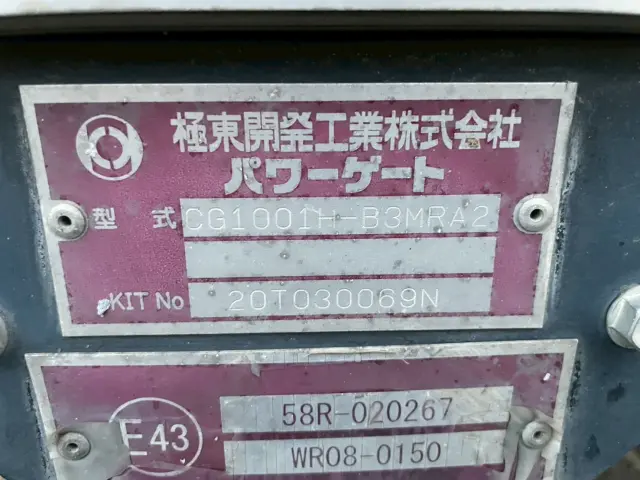 極東開発工業株式会社
パワーゲート
型式 CG1001H-B3MRA2
KIT No 20T030069N
E43 58R-020267
WR08-0150